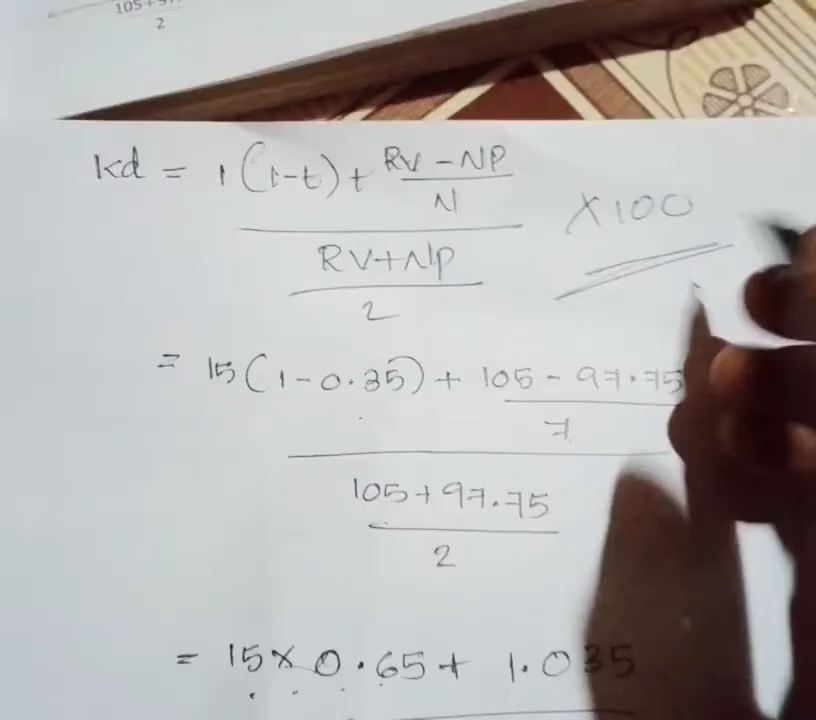 2
Kd = I(1-t) + RV-NP
N
X100
RV+NP
2
= 15(1-0.35) + 105 - 97.75
7
105+97.75
2
= 15 x 0.65 + 1.035